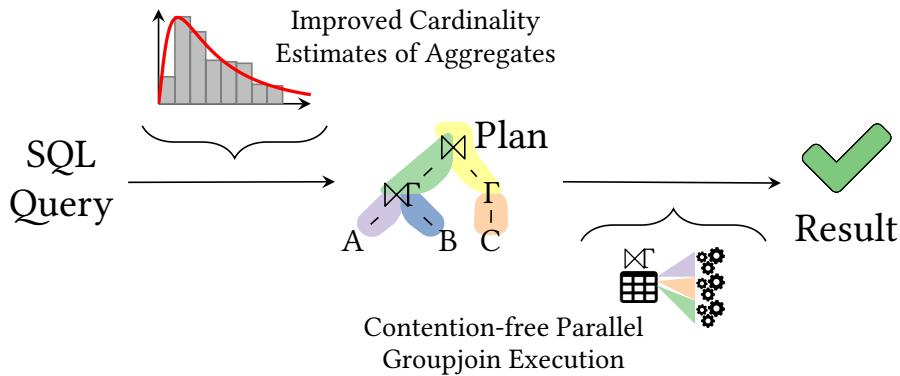 Improved Cardinality
Estimates of Aggregates
SQL
Query
Plan
⋈
⋈Γ
Γ
A
B
C
Result
⋈Γ
Contention-free Parallel
Groupjoin Execution